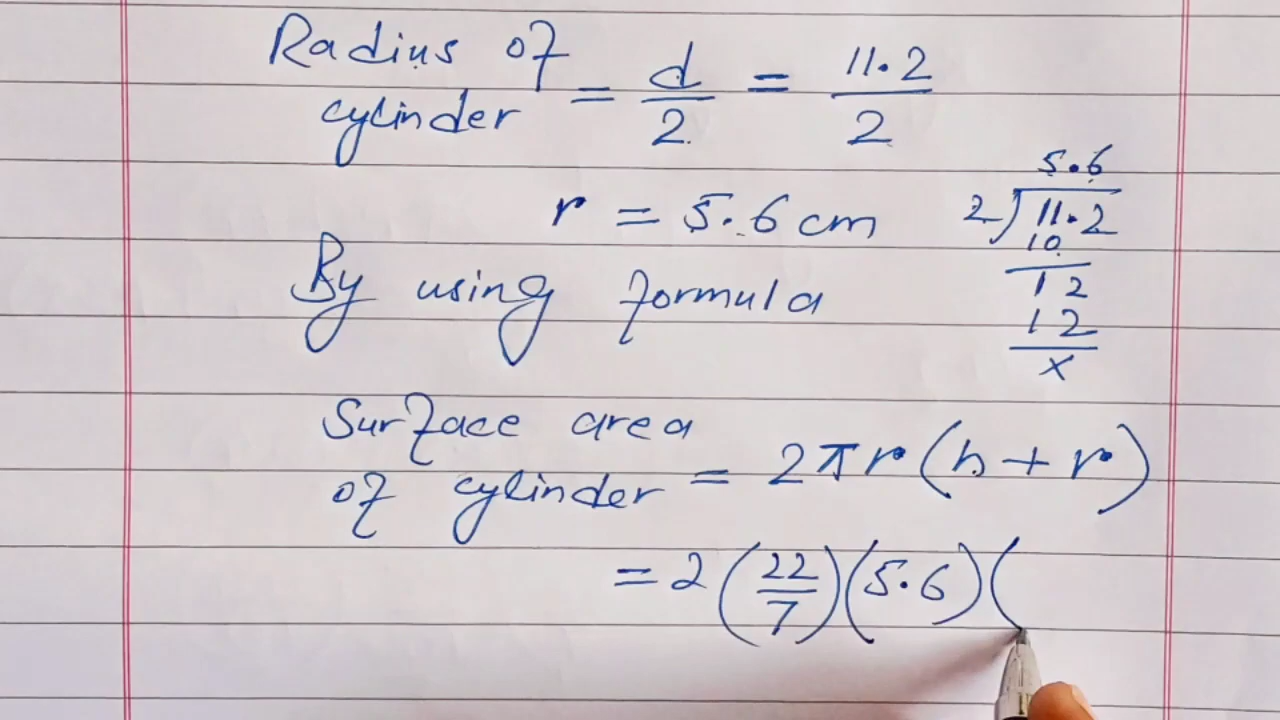 Radius of
cylinder = d/2 = 11.2/2
r = 5.6 cm
5.6
2)11.2
10
12
12
x
By using formula
Surface area
of cylinder = 2πr(h+r)
= 2(22/7)(5.6)(